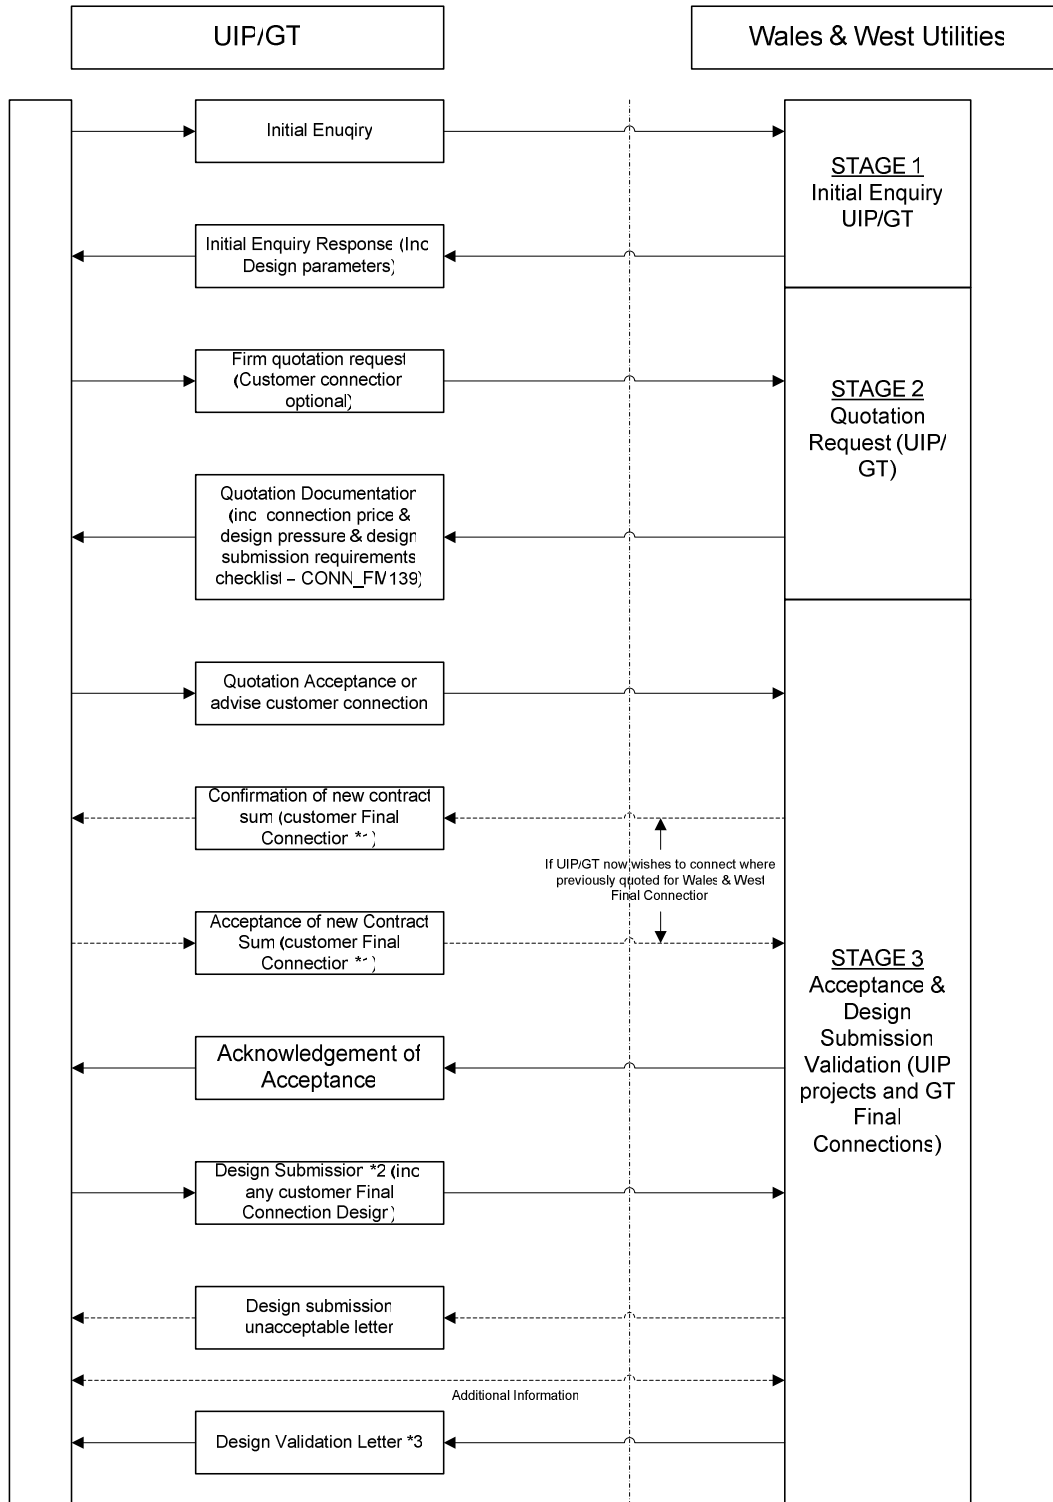 UIP/GT
Wales & West Utilities
Initial Enuqiry
STAGE 1
Initial Enquiry
UIP/GT
Initial Enquiry Response (Inc
Design parameters)
Firm quotation request
(Customer connection
optional)
STAGE 2
Quotation
Request (UIP/
GT)
Quotation Documentation
(inc connection price &
design pressure & design
submission requirements
checklist – CONN_FM139)
Quotation Acceptance or
advise customer connection
Confirmation of new contract
sum (customer Final
Connection *1)
If UIP/GT now wishes to connect where
previously quoted for Wales & West
Final Connection
Acceptance of new Contract
Sum (customer Final
Connection *1)
STAGE 3
Acceptance &
Design
Submission
Validation (UIP
projects and GT
Final
Connections)
Acknowledgement of
Acceptance
Design Submission *2 (inc
any customer Final
Connection Design)
Design submission
unacceptable letter
Additional Information
Design Validation Letter *3